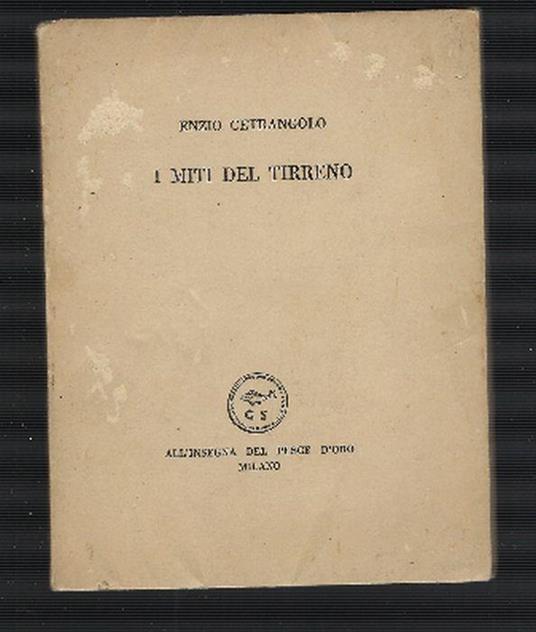 ENZIO CETRANGOLO
I MITI DEL TIRRENO
G S
ALL'INSEGNA DEL PESCE D'ORO
MILANO